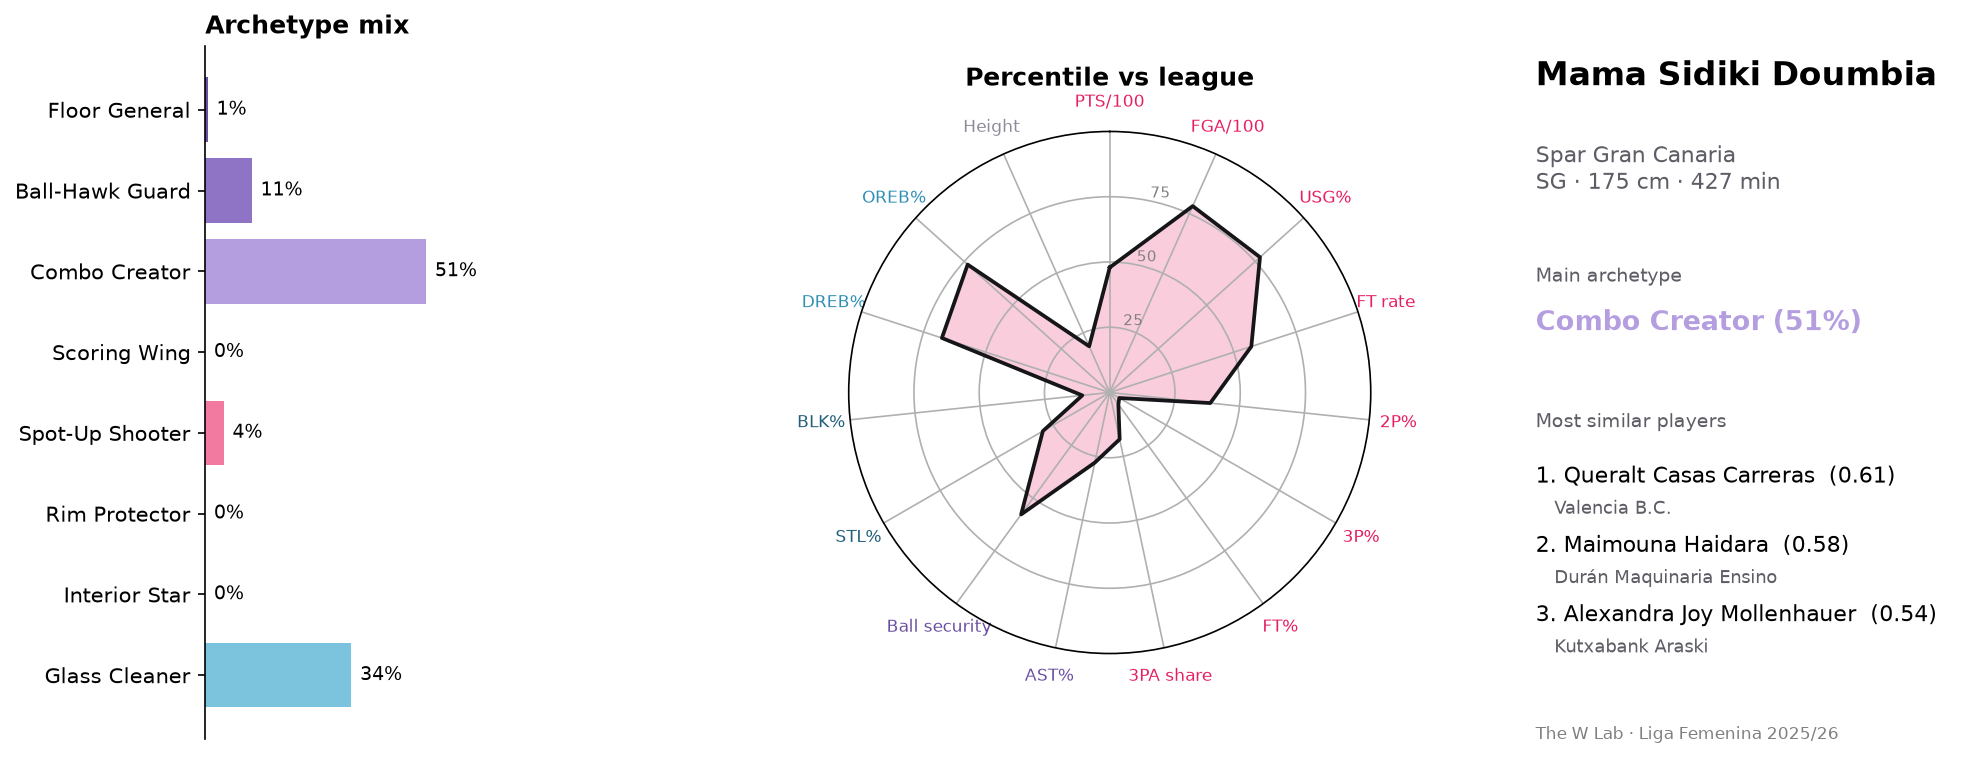 Archetype mix
Floor General
1%
Ball-Hawk Guard
11%
Combo Creator
51%
Scoring Wing
0%
Spot-Up Shooter
4%
Rim Protector
0%
Interior Star
0%
Glass Cleaner
34%
Percentile vs league
PTS/100
FGA/100
USG%
FT rate
2P%
3P%
FT%
3PA share
AST%
Ball security
STL%
BLK%
DREB%
OREB%
Height
75
50
25
Mama Sidiki Doumbia
Spar Gran Canaria
SG · 175 cm · 427 min
Main archetype
Combo Creator (51%)
Most similar players
1. Queralt Casas Carreras (0.61)
Valencia B.C.
2. Maimouna Haidara (0.58)
Durán Maquinaria Ensino
3. Alexandra Joy Mollenhauer (0.54)
Kutxabank Araski
The W Lab · Liga Femenina 2025/26